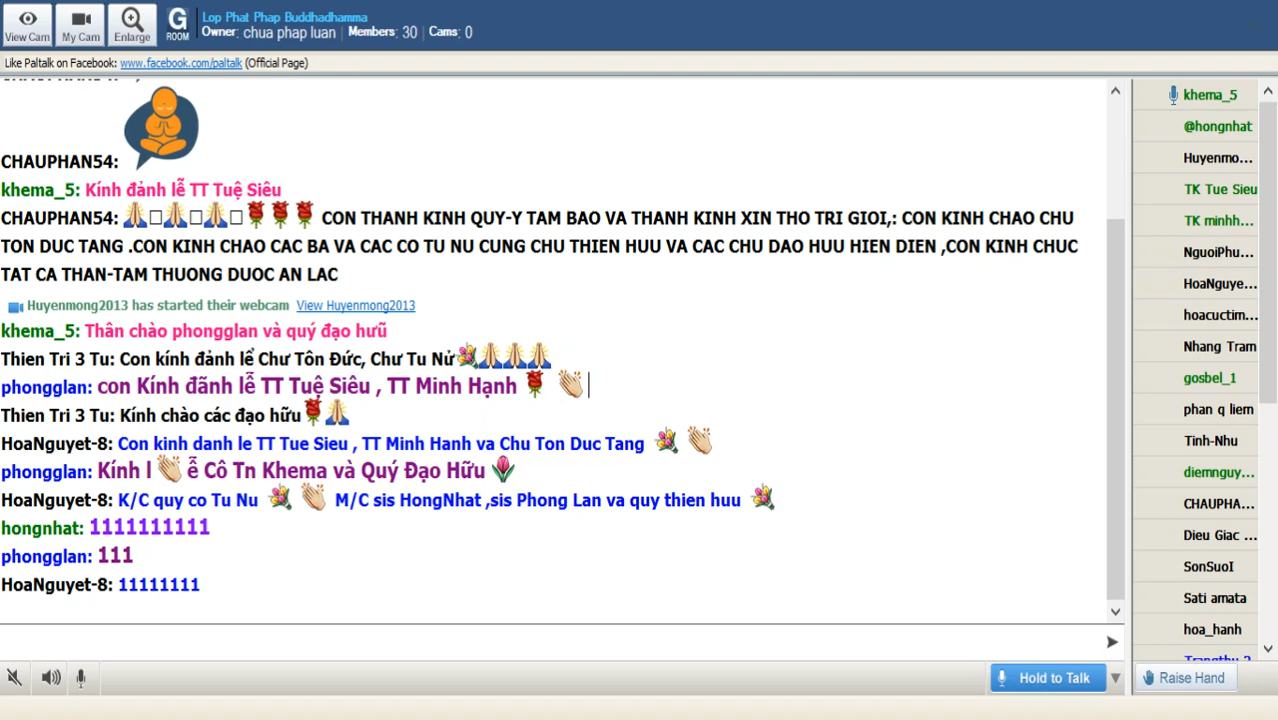 View Cam
My Cam
Enlarge
G ROOM
Lop Phat Phap Buddhadhamma
Owner: chua phap luan | Members: 30 | Cams: 0
Like Paltalk on Facebook: www.facebook.com/paltalk (Official Page)
CHAUPHAN54:
khema_5: Kính đảnh lễ TT Tuệ Siêu
CHAUPHAN54: CON THANH KINH QUY-Y TAM BAO VA THANH KINH XIN THO TRI GIOI,: CON KINH CHAO CHU
TON DUC TANG .CON KINH CHAO CAC BA VA CAC CO TU NU CUNG CHU THIEN HUU VA CAC CHU DAO HUU HIEN DIEN ,CON KINH CHUC
TAT CA THAN-TAM THUONG DUOC AN LAC
Huyenmong2013 has started their webcam View Huyenmong2013
khema_5: Thân chào phongglan và quý đạo hưũ
Thien Tri 3 Tu: Con kính đành lể Chư Tôn Đức, Chư Tu Nử
phongglan: con Kính đãnh lễ TT Tuệ Siêu , TT Minh Hạnh
Thien Tri 3 Tu: Kính chào các đạo hữu
HoaNguyet-8: Con kinh danh le TT Tue Sieu , TT Minh Hanh va Chu Ton Duc Tang
phongglan: Kính l ễ Cô Tn Khema và Quý Đạo Hữu
HoaNguyet-8: K/C quy co Tu Nu M/C sis HongNhat ,sis Phong Lan va quy thien huu
hongnhat: 1111111111
phongglan: 111
HoaNguyet-8: 11111111
Hold to Talk
khema_5
@hongnhat
Huyenmo...
TK Tue Sieu
TK minhh...
NguoiPhu...
HoaNguye...
hoacuctim...
Nhang Tram
gosbel_1
phan q liem
Tinh-Nhu
diemnguy...
CHAUPHA...
Dieu Giac ...
SonSuoI
Sati amata
hoa_hanh
Raise Hand